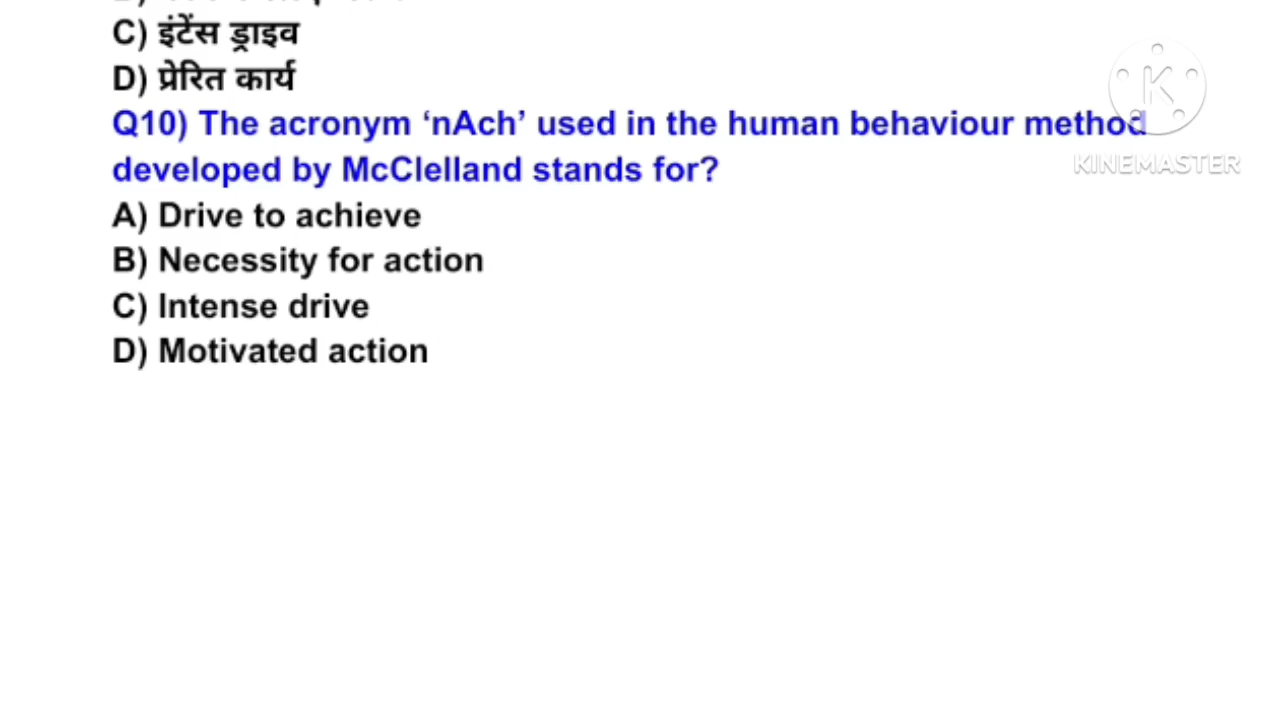 C) इंटेंस ड्राइव
D) प्रेरित कार्य
Q10) The acronym ‘nAch’ used in the human behaviour method
developed by McClelland stands for?
A) Drive to achieve
B) Necessity for action
C) Intense drive
D) Motivated action
K
KINEMASTER